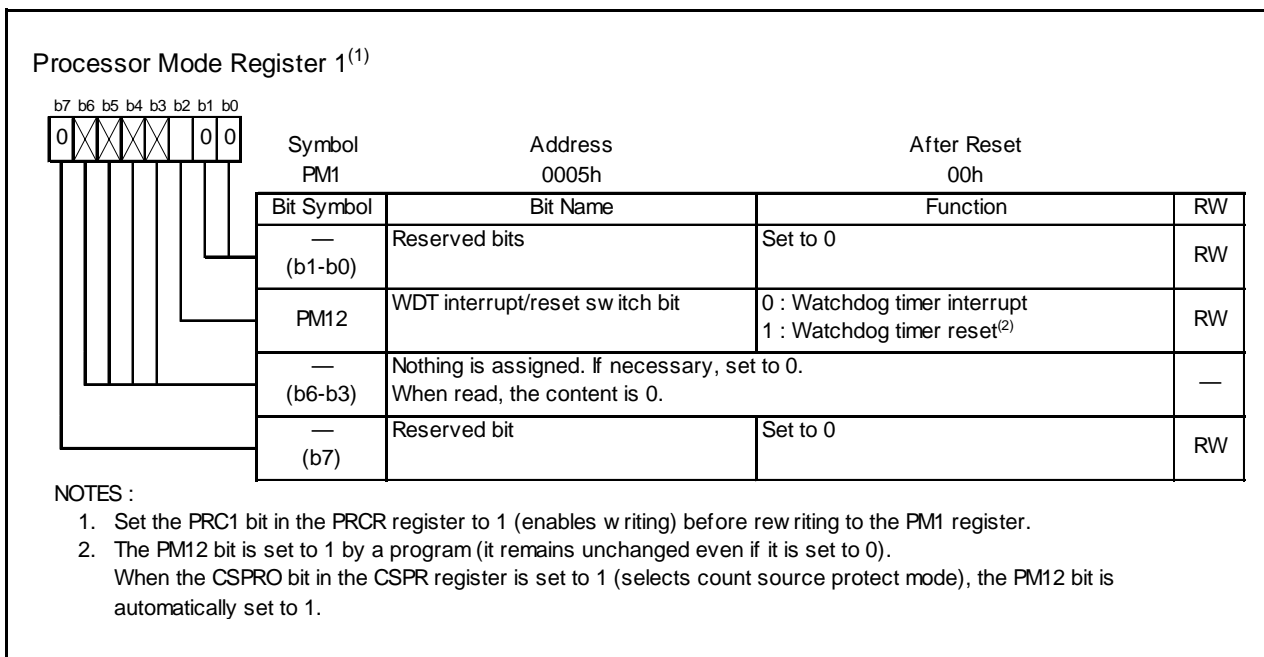 Processor Mode Register 1(1)
b7 b6 b5 b4 b3 b2 b1 b0
0 0 0
Symbol Address After Reset
PM1 0005h 00h
Bit Symbol Bit Name Function RW
— (b1-b0) Reserved bits Set to 0 RW
PM12 WDT interrupt/reset switch bit 0 : Watchdog timer interrupt RW
1 : Watchdog timer reset(2)
— (b6-b3) Nothing is assigned. If necessary, set to 0. —
When read, the content is 0.
— (b7) Reserved bit Set to 0 RW
NOTES :
1. Set the PRC1 bit in the PRCR register to 1 (enables writing) before rewriting to the PM1 register.
2. The PM12 bit is set to 1 by a program (it remains unchanged even if it is set to 0).
When the CSPRO bit in the CSPR register is set to 1 (selects count source protect mode), the PM12 bit is
automatically set to 1.